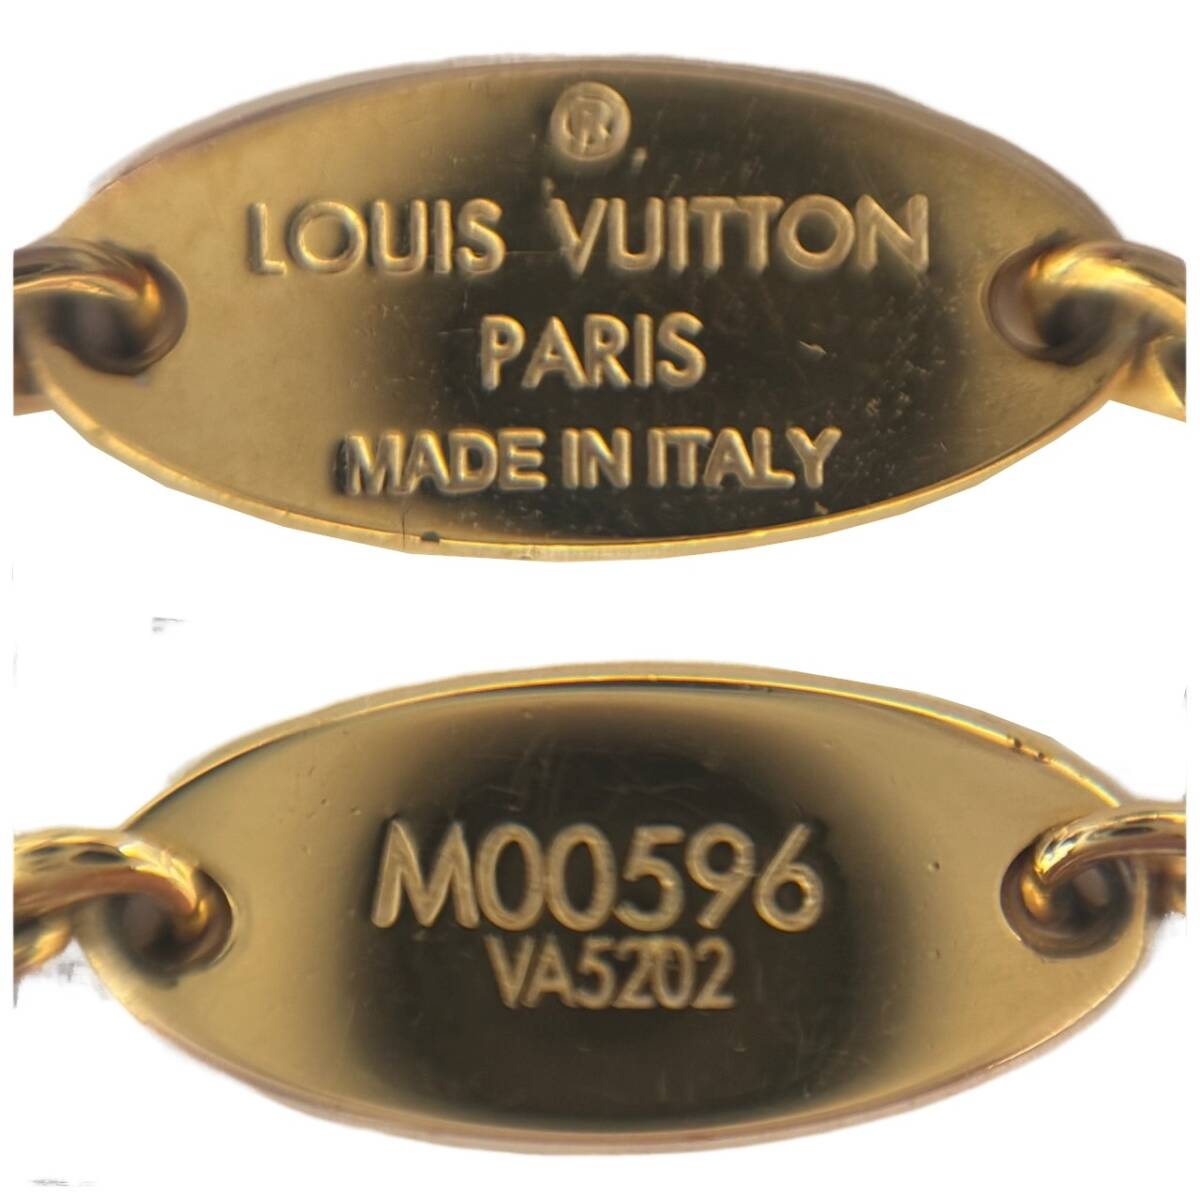 ®
LOUIS VUITTON
PARIS
MADE IN ITALY
M00596
VA5202